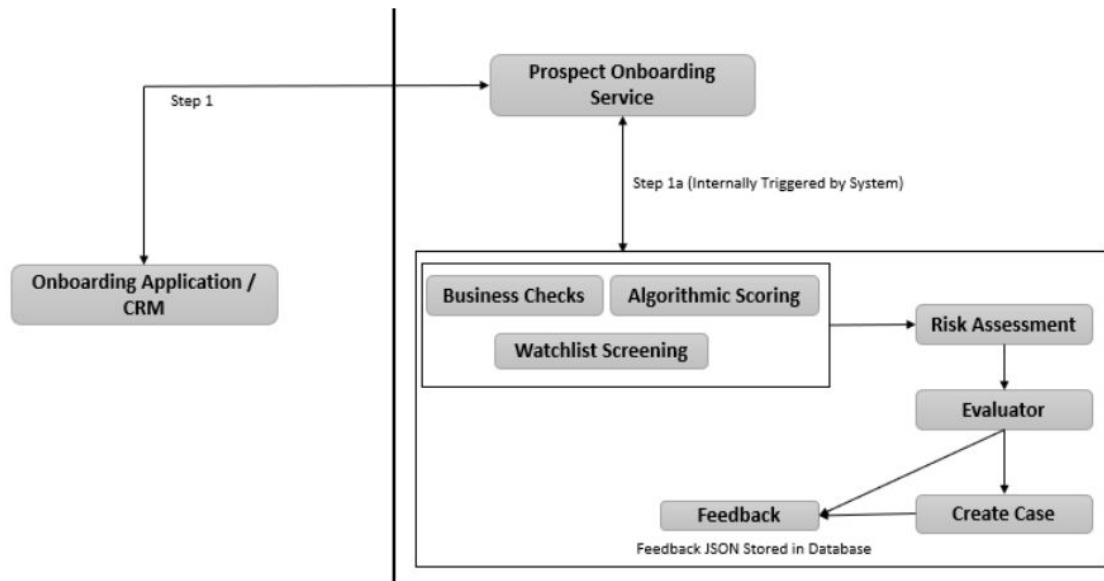 Prospect Onboarding
Service
Step 1
Step 1a (Internally Triggered by System)
Onboarding Application /
CRM
Business Checks
Algorithmic Scoring
Watchlist Screening
Risk Assessment
Evaluator
Feedback
Create Case
Feedback JSON Stored in Database